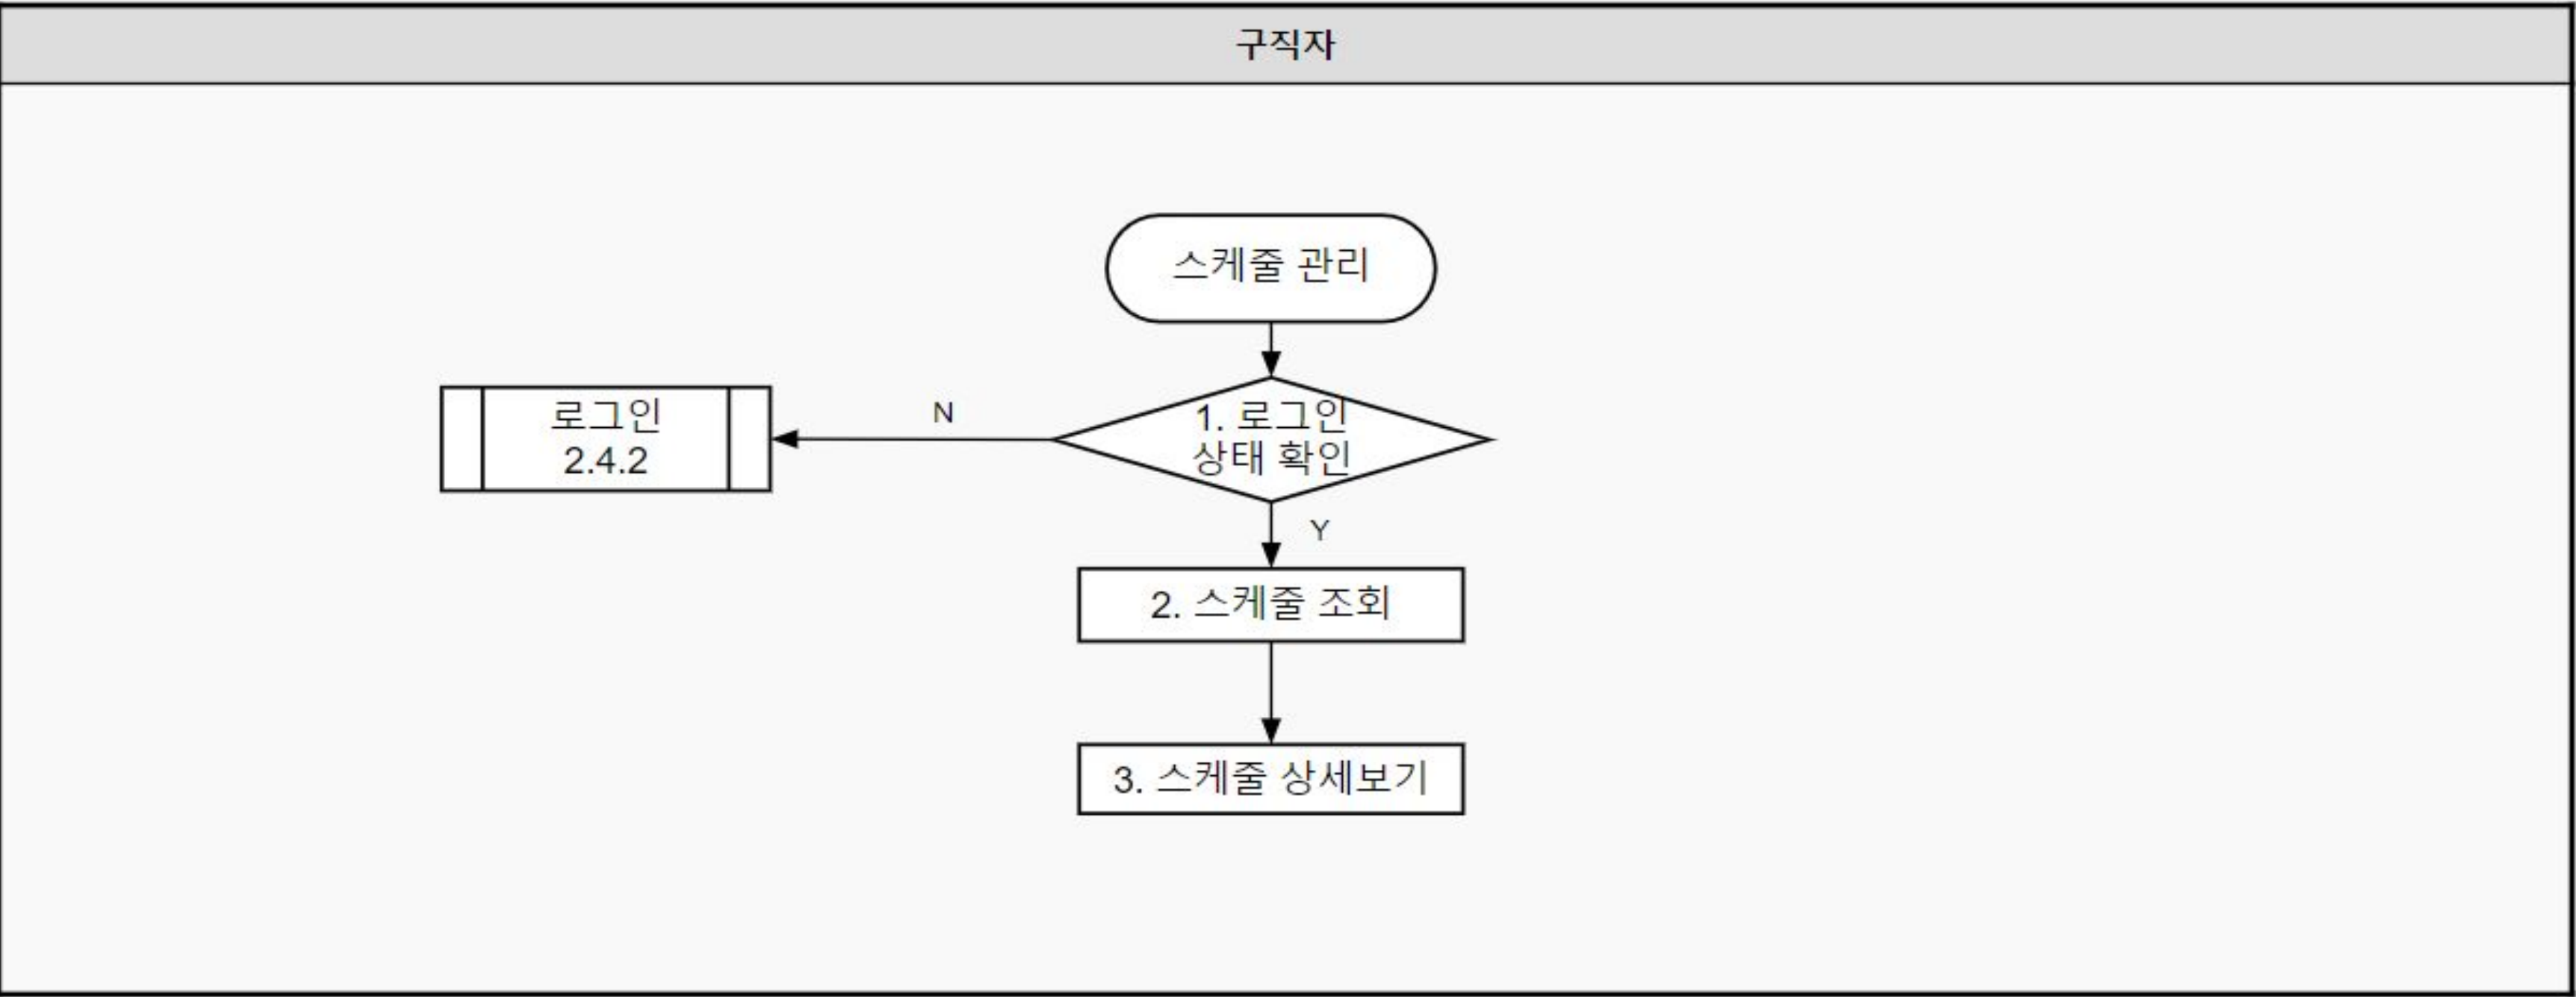 구직자
스케줄 관리
로그인
2.4.2
N
1. 로그인
상태 확인
Y
2. 스케줄 조회
3. 스케줄 상세보기